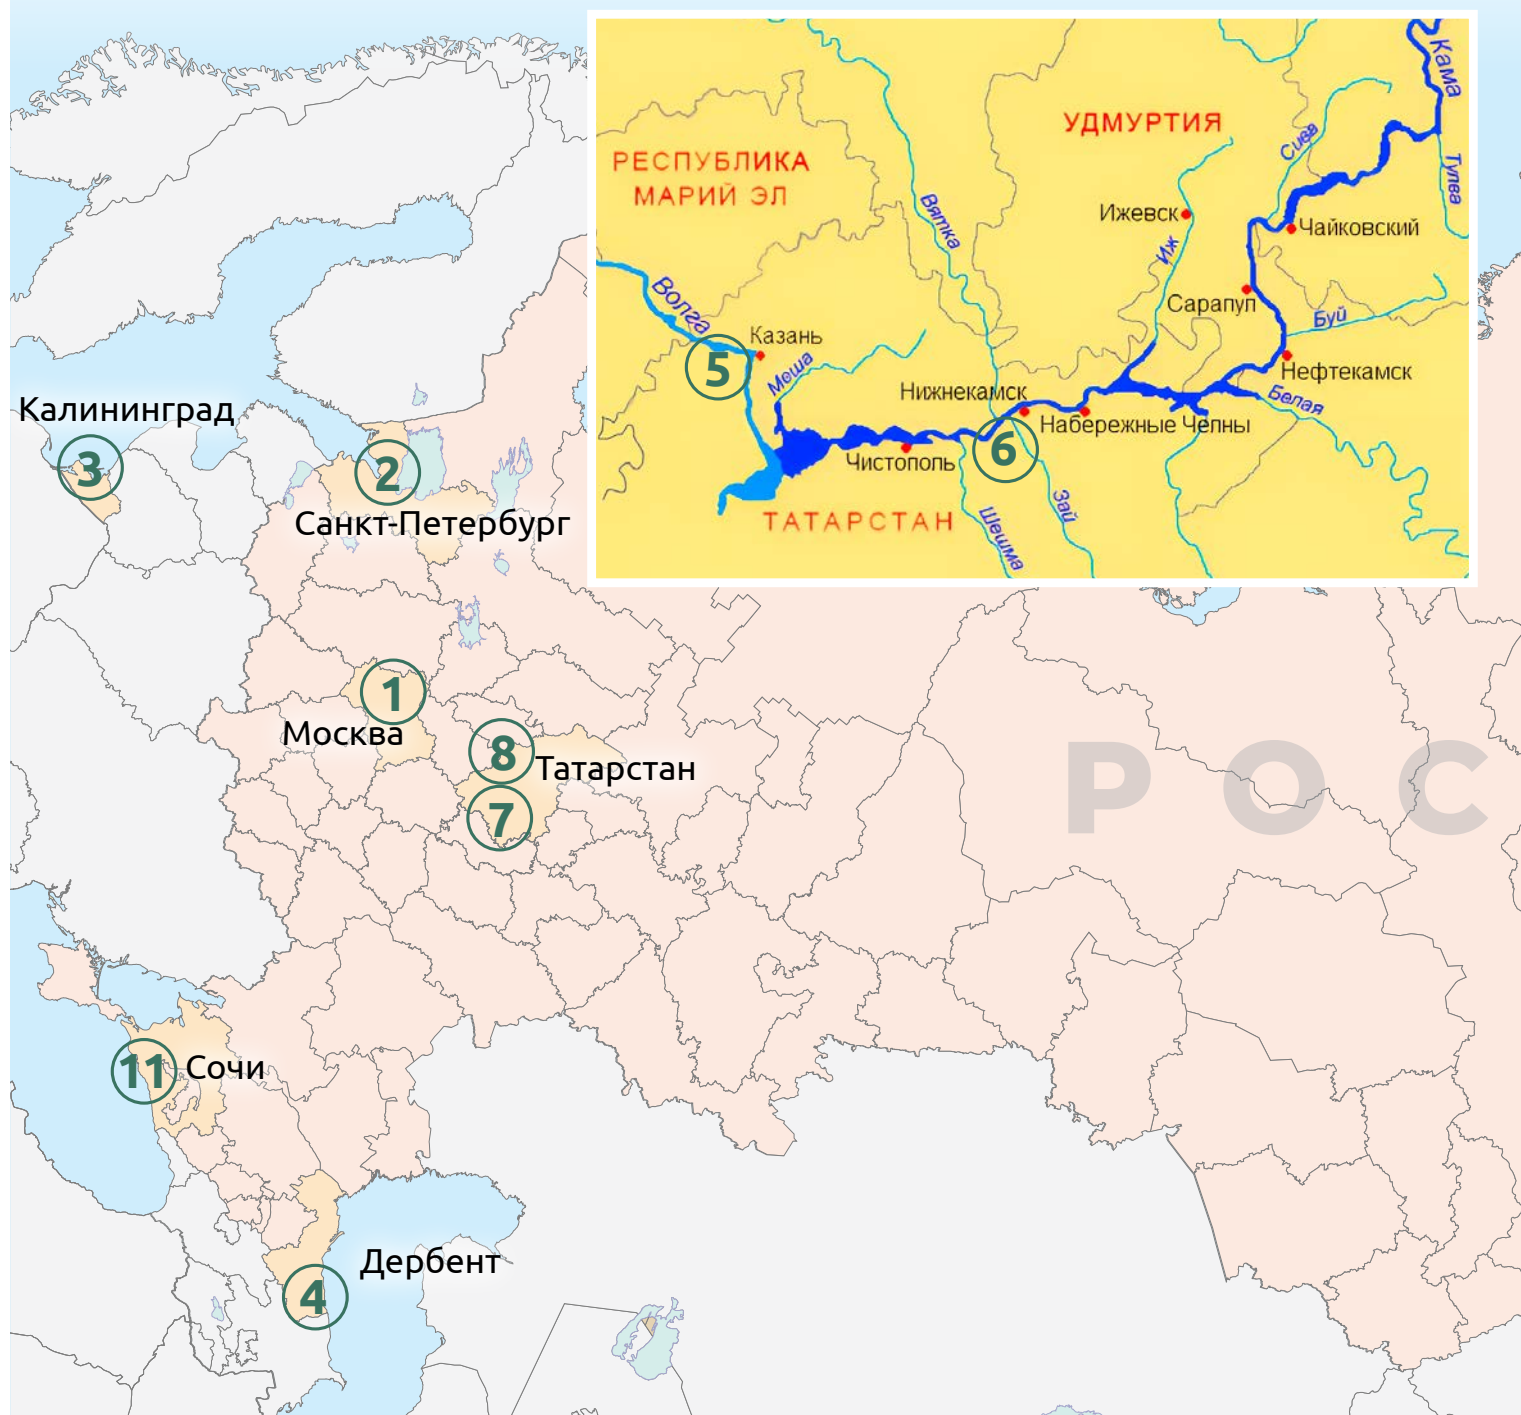 Кама
УДМУРТИЯ
Сива
РЕСПУБЛИКА
МАРИЙ ЭЛ
Тулва
Вятка
Ижевск
Чайковский
Иж
Волга
Сарапул
Буй
Казань
5
Меша
Нефтекамск
Нижнекамск
Белая
Набережные Челны
6
Чистополь
Зай
ТАТАРСТАН
Шешма
Калининград
3
2
Санкт-Петербург
1
Москва
8
Татарстан
7
РОС
11
Сочи
Дербент
4